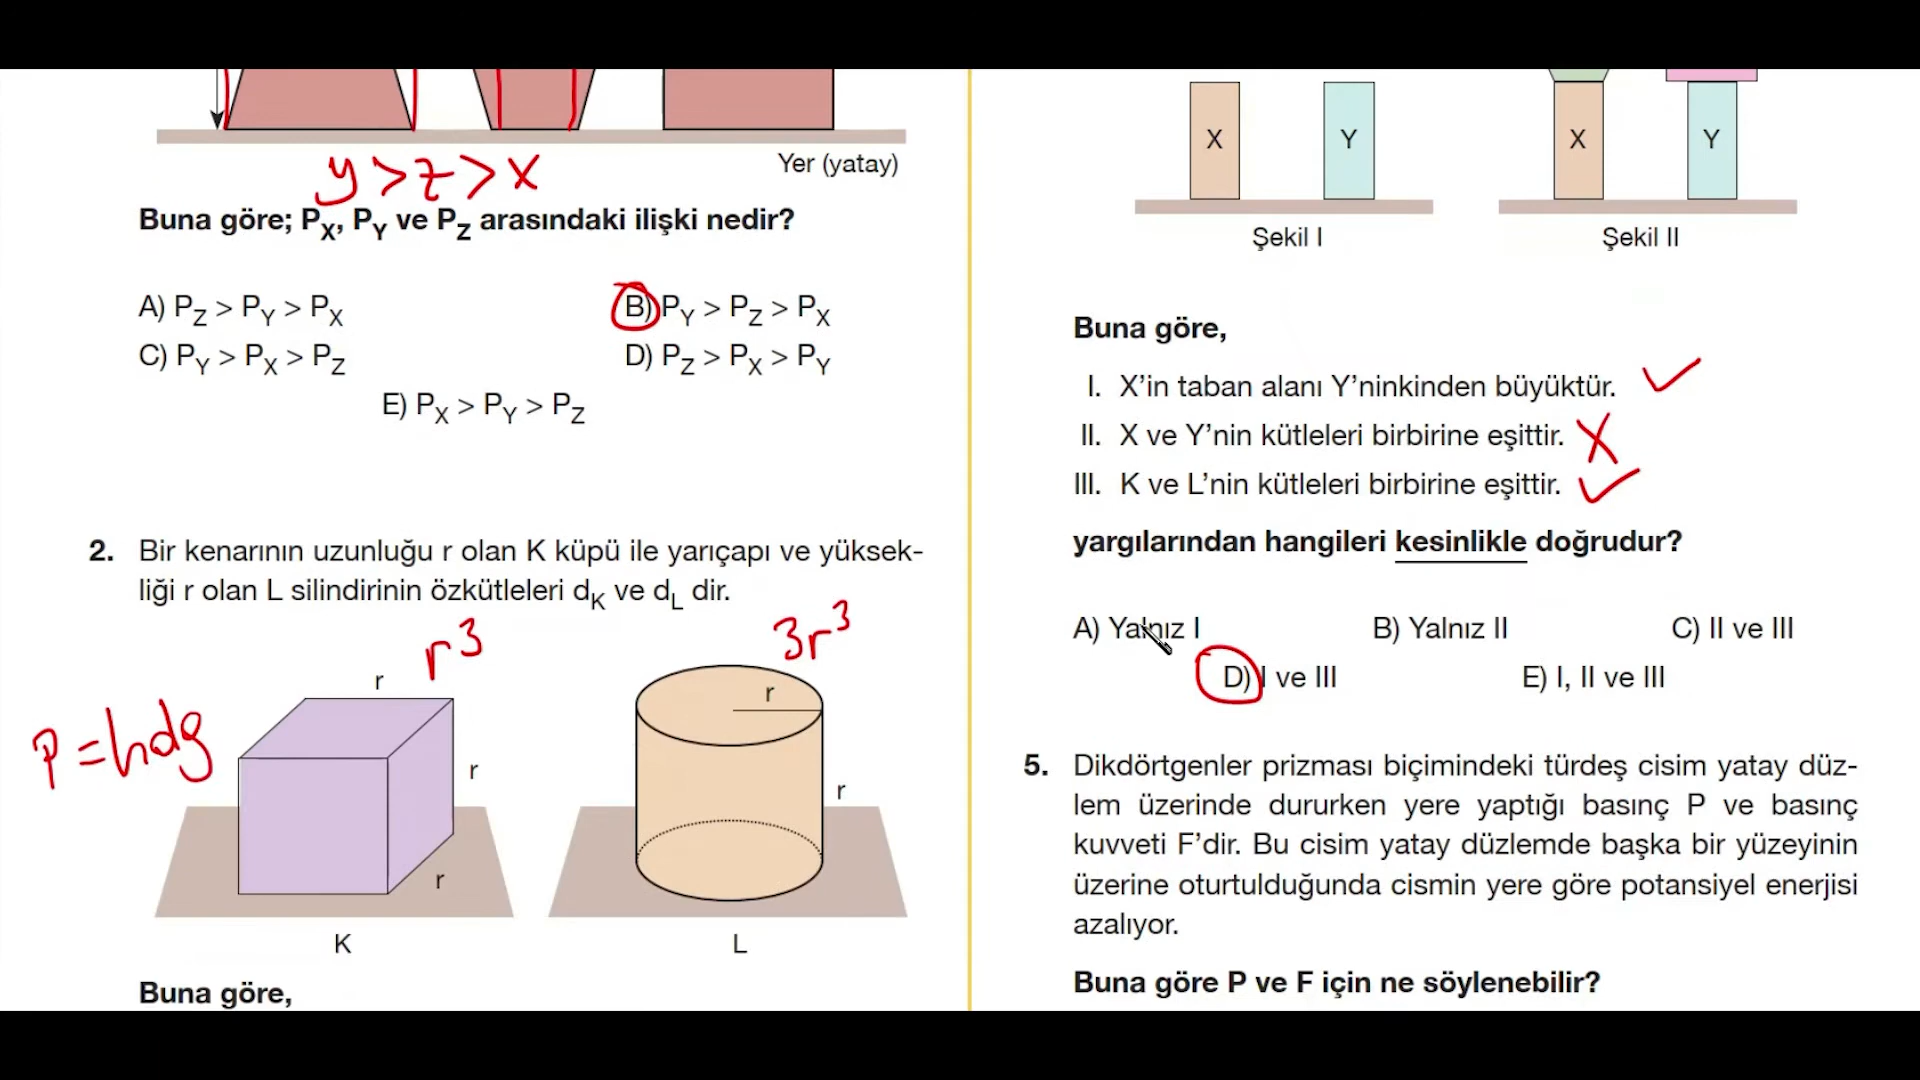 y > z > x
Yer (yatay)
Buna göre; PX, PY ve PZ arasındaki ilişki nedir?
A) PZ > PY > PX
B) PY > PZ > PX
C) PY > PX > PZ
D) PZ > PX > PY
E) PX > PY > PZ
2. Bir kenarının uzunluğu r olan K küpü ile yarıçapı ve yüksek-
liği r olan L silindirinin özkütleleri dK ve dL dir.
r³
3r³
P = hdg
r
r
r
r
r
K
L
Buna göre,
X
Y
X
Y
Şekil I
Şekil II
Buna göre,
I. X'in taban alanı Y'ninkinden büyüktür.
II. X ve Y'nin kütleleri birbirine eşittir.
III. K ve L'nin kütleleri birbirine eşittir.
yargılarından hangileri kesinlikle doğrudur?
A) Yalnız I
B) Yalnız II
C) II ve III
D) I ve III
E) I, II ve III
5. Dikdörtgenler prizması biçimindeki türdeş cisim yatay düz-
lem üzerinde dururken yere yaptığı basınç P ve basınç
kuvveti F'dir. Bu cisim yatay düzlemde başka bir yüzeyinin
üzerine oturtulduğunda cismin yere göre potansiyel enerjisi
azalıyor.
Buna göre P ve F için ne söylenebilir?